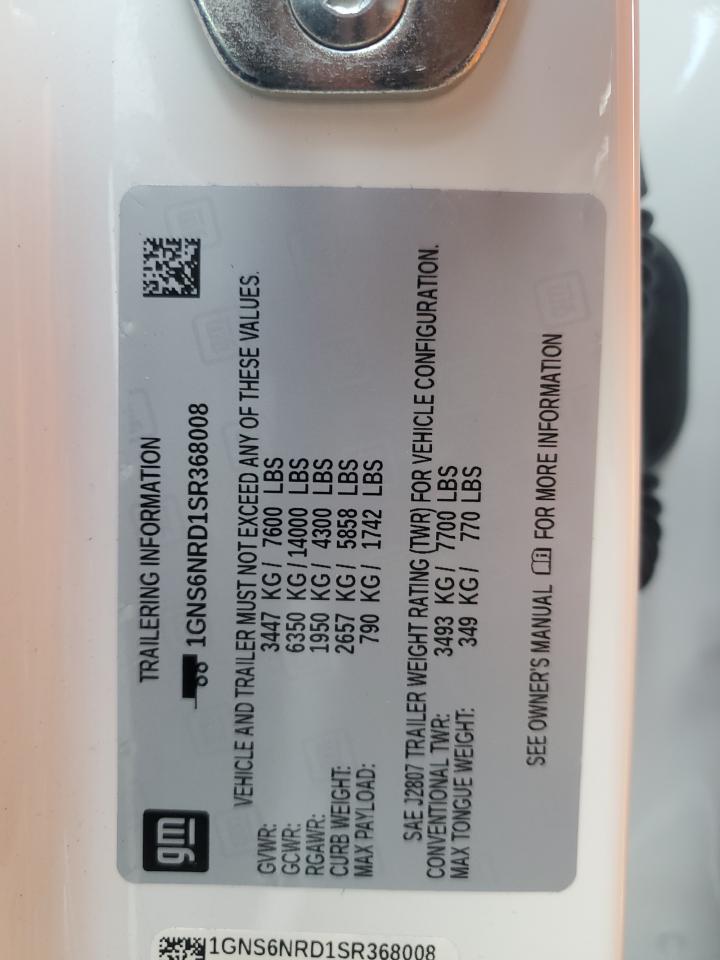 gm
TRAILERING INFORMATION
1GNS6NRD1SR368008
VEHICLE AND TRAILER MUST NOT EXCEED ANY OF THESE VALUES.
GVWR: 3447 KG / 7600 LBS
GCWR: 6350 KG / 14000 LBS
RGAWR: 1950 KG / 4300 LBS
CURB WEIGHT: 2657 KG / 5858 LBS
MAX PAYLOAD: 790 KG / 1742 LBS
SAE J2807 TRAILER WEIGHT RATING (TWR) FOR VEHICLE CONFIGURATION.
CONVENTIONAL TWR: 3493 KG / 7700 LBS
MAX TONGUE WEIGHT: 349 KG / 770 LBS
SEE OWNER'S MANUAL FOR MORE INFORMATION
1GNS6NRD1SR368008